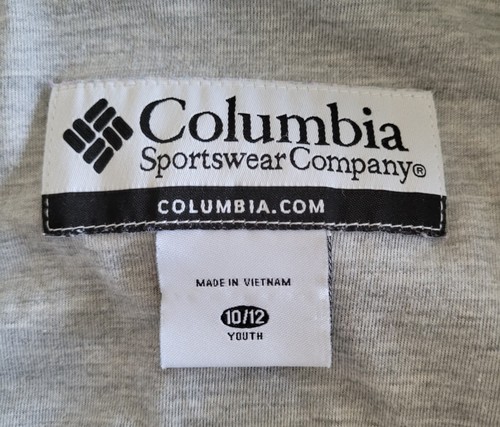 Columbia
Sportswear Company®
COLUMBIA.COM
MADE IN VIETNAM
10/12
YOUTH